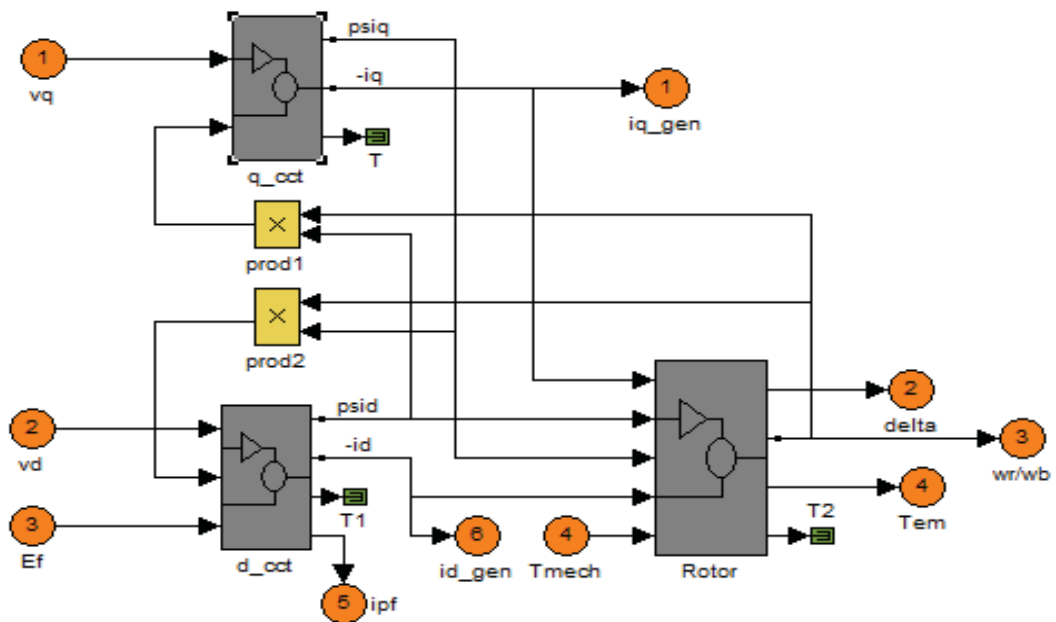 psiq
1
-iq
1
vq
iq_gen
T
q_cct
×
prod1
×
prod2
psid
2
2
-id
delta
3
vd
wr/wb
4
3
T1
T2
Tem
6
4
Ef
d_cct
id_gen
Tmech
Rotor
5
ipf